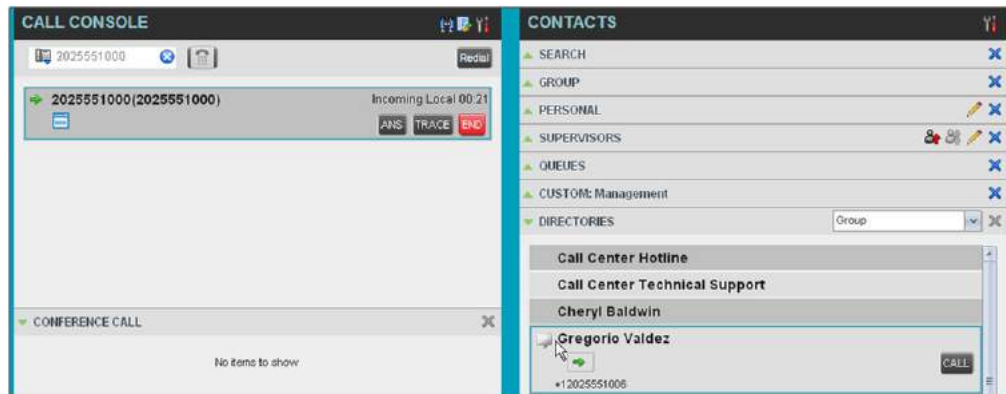 CALL CONSOLE
2025551000
Redial
2025551000(2025551000)
Incoming Local 00:21
ANS
TRACE
END
CONFERENCE CALL
No items to show
CONTACTS
SEARCH
GROUP
PERSONAL
SUPERVISORS
QUEUES
CUSTOM: Management
DIRECTORIES
Group
Call Center Hotline
Call Center Technical Support
Cheryl Baldwin
Gregorio Valdez
CALL
+12025551006